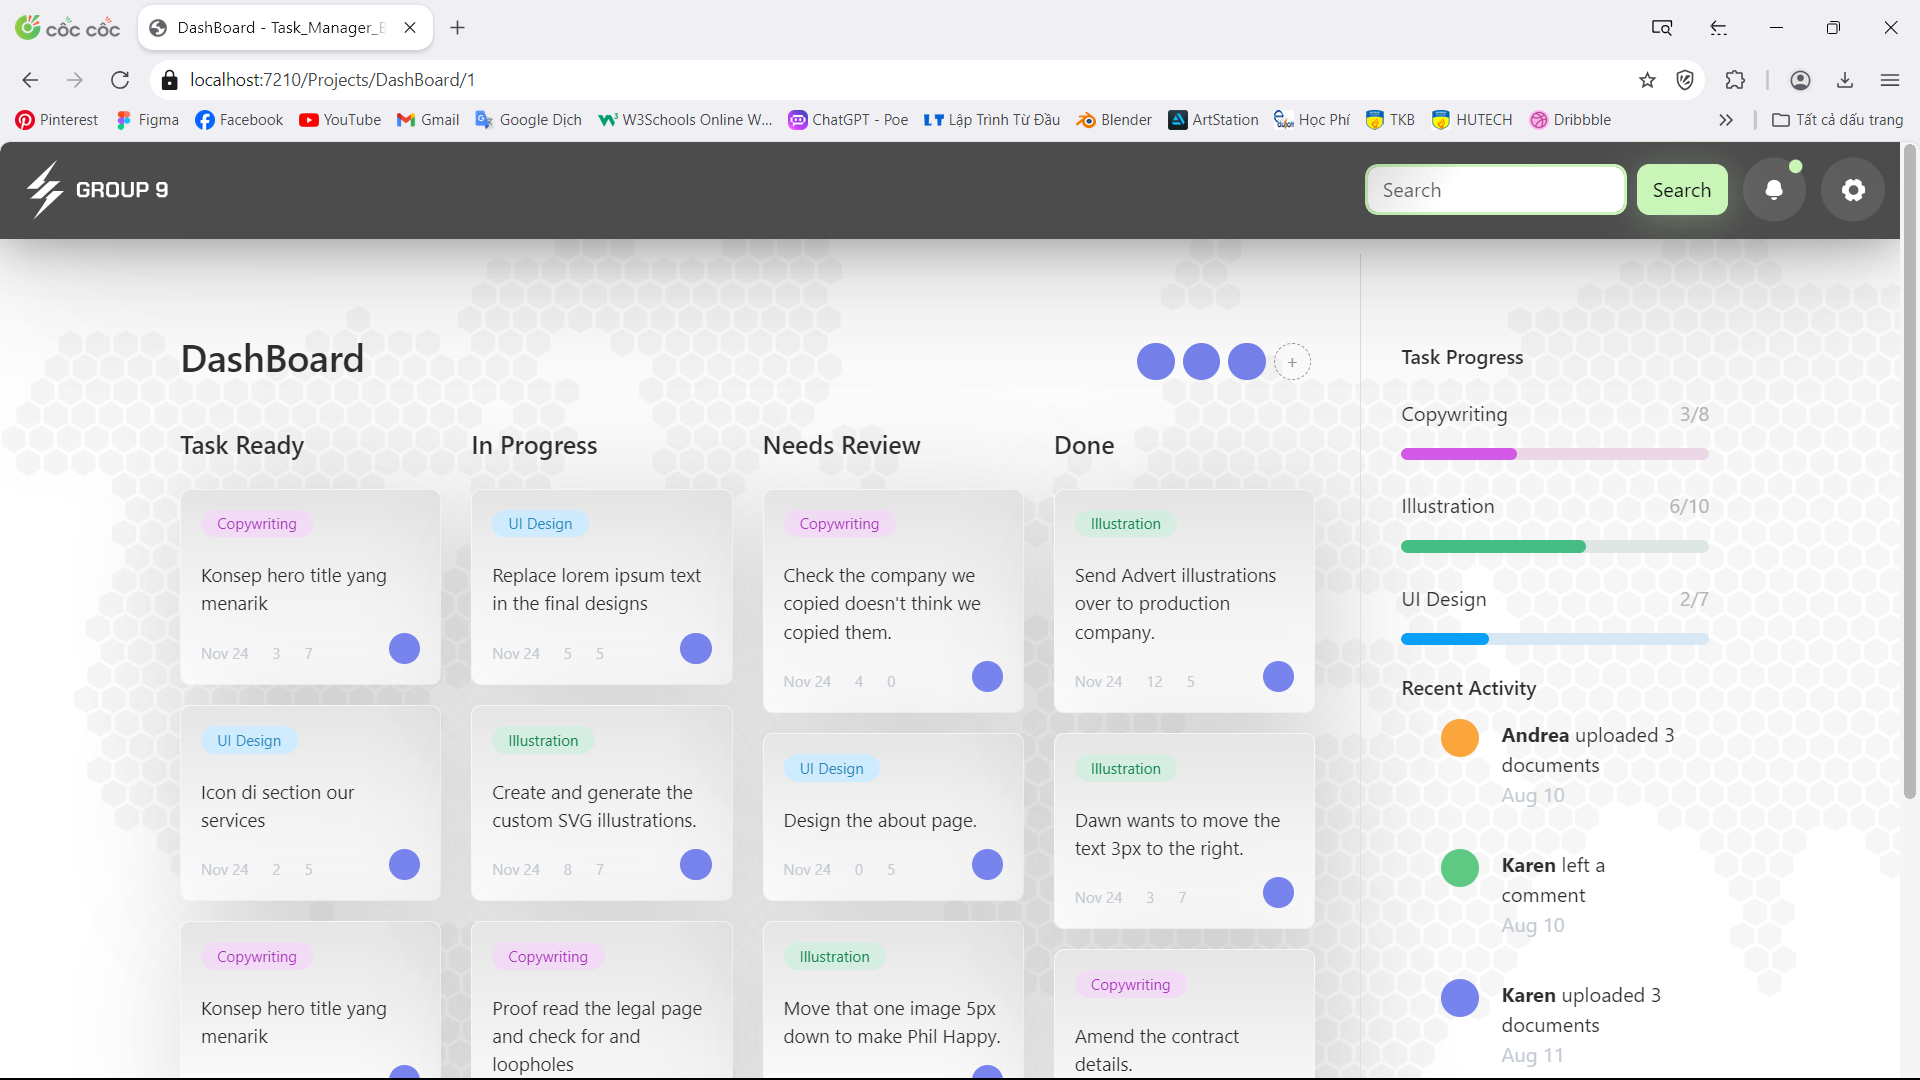 cốc cốc
DashBoard - Task_Manager_B
localhost:7210/Projects/DashBoard/1
Pinterest
Figma
Facebook
YouTube
Gmail
Google Dịch
W3Schools Online W...
ChatGPT - Poe
Lập Trình Từ Đầu
Blender
ArtStation
Học Phí
TKB
HUTECH
Dribbble
Tất cả dấu trang
GROUP 9
Search
Search
DashBoard
+
Task Ready
Copywriting
Konsep hero title yang
menarik
Nov 24 3 7
UI Design
Icon di section our
services
Nov 24 2 5
Copywriting
Konsep hero title yang
menarik
In Progress
UI Design
Replace lorem ipsum text
in the final designs
Nov 24 5 5
Illustration
Create and generate the
custom SVG illustrations.
Nov 24 8 7
Copywriting
Proof read the legal page
and check for and
loopholes
Needs Review
Copywriting
Check the company we
copied doesn't think we
copied them.
Nov 24 4 0
UI Design
Design the about page.
Nov 24 0 5
Illustration
Move that one image 5px
down to make Phil Happy.
Done
Illustration
Send Advert illustrations
over to production
company.
Nov 24 12 5
Illustration
Dawn wants to move the
text 3px to the right.
Nov 24 3 7
Copywriting
Amend the contract
details.
Task Progress
Copywriting 3/8
Illustration 6/10
UI Design 2/7
Recent Activity
Andrea uploaded 3
documents
Aug 10
Karen left a
comment
Aug 10
Karen uploaded 3
documents
Aug 11